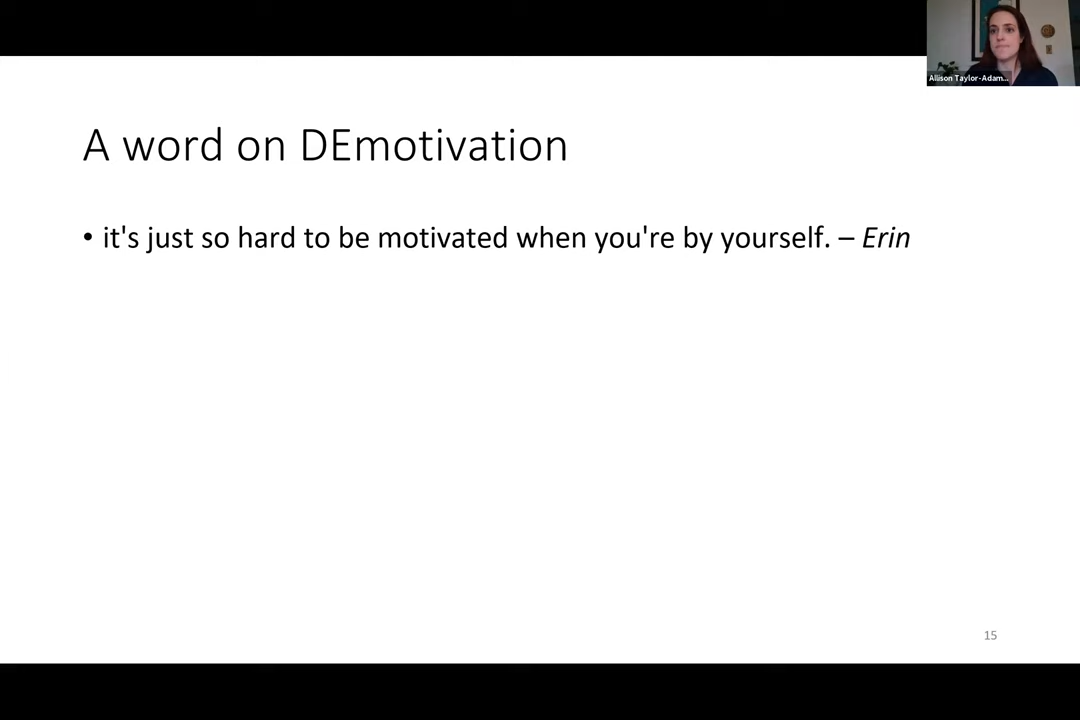 Allison Taylor-Adam...
A word on DEmotivation
• it's just so hard to be motivated when you're by yourself. – Erin
15